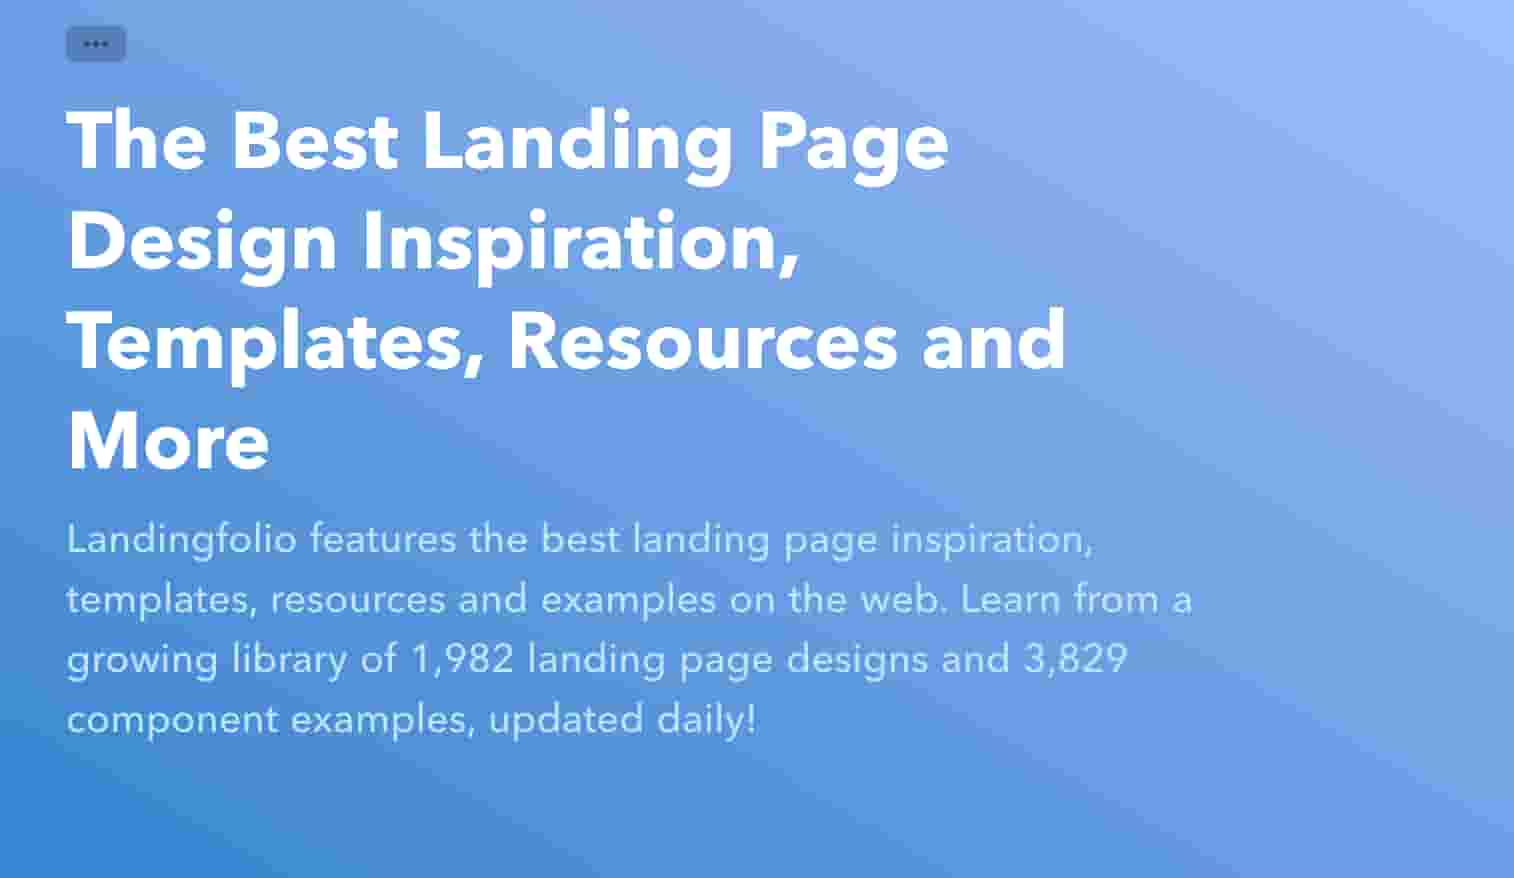 The Best Landing Page
Design Inspiration,
Templates, Resources and
More
Landingfolio features the best landing page inspiration,
templates, resources and examples on the web. Learn from a
growing library of 1,982 landing page designs and 3,829
component examples, updated daily!